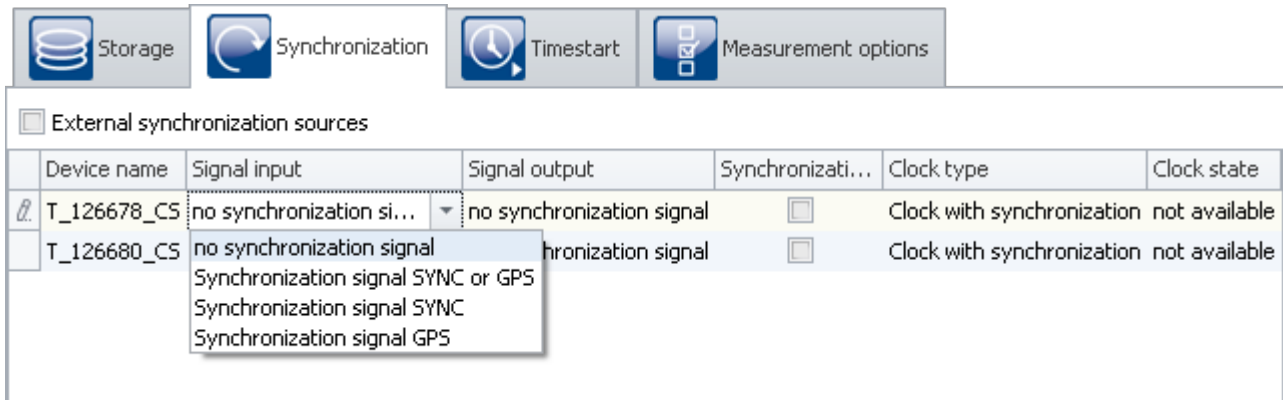 Storage Synchronization Timestart Measurement options
External synchronization sources
Device name Signal input Signal output Synchronizati... Clock type Clock state
T_126678_CS no synchronization si... no synchronization signal Clock with synchronization not available
T_126680_CS no synchronization signal hronization signal Clock with synchronization not available
Synchronization signal SYNC or GPS
Synchronization signal SYNC
Synchronization signal GPS